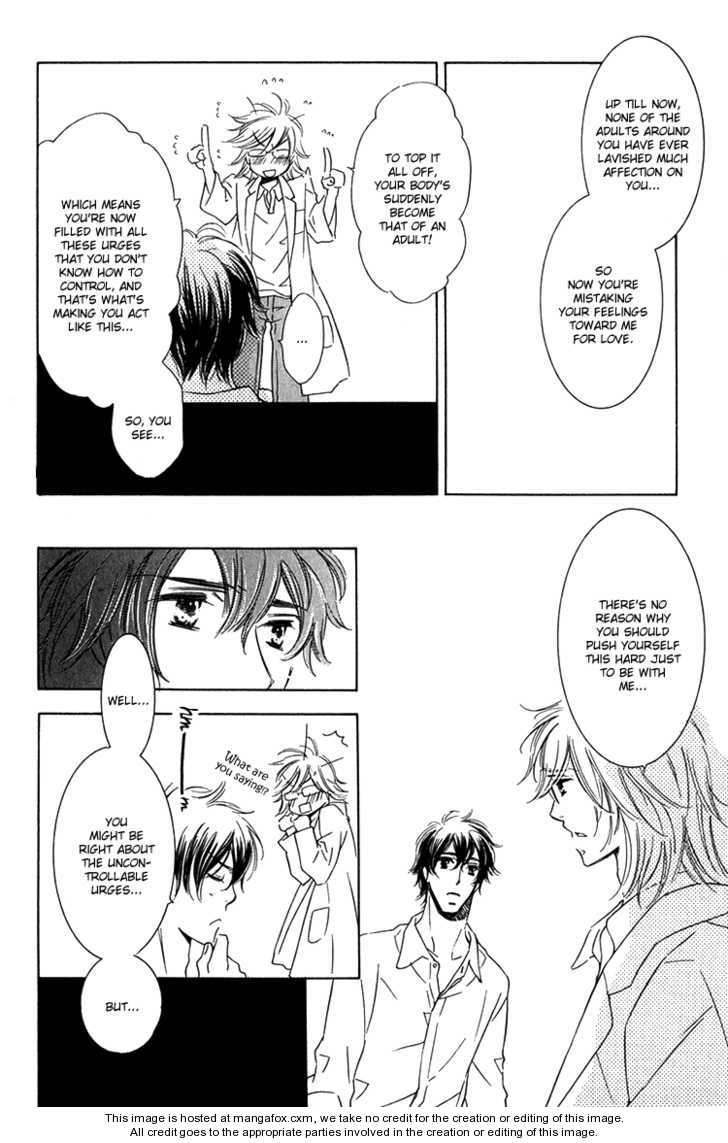 UP TILL NOW,
NONE OF THE
ADULTS AROUND
YOU HAVE EVER
LAVISHED MUCH
AFFECTION ON
YOU...
SO
NOW YOU'RE
MISTAKING
YOUR FEELINGS
TOWARD ME
FOR LOVE.
TO TOP IT
ALL OFF,
YOUR BODY'S
SUDDENLY
BECOME
THAT OF AN
ADULT!
...
WHICH MEANS
YOU'RE NOW
FILLED WITH ALL
THESE URGES
THAT YOU DON'T
KNOW HOW TO
CONTROL, AND
THAT'S WHAT'S
MAKING YOU ACT
LIKE THIS...
SO, YOU
SEE...
THERE'S NO
REASON WHY
YOU SHOULD
PUSH YOURSELF
THIS HARD JUST
TO BE WITH
ME...
WELL...
hm
What are
you saying!?
YOU
MIGHT BE
RIGHT ABOUT
THE UNCON-
TROLLABLE
URGES...
BUT...
This image is hosted at mangafox.cxm, we take no credit for the creation or editing of this image.
All credit goes to the appropriate parties involved in the creation or editing of this image.